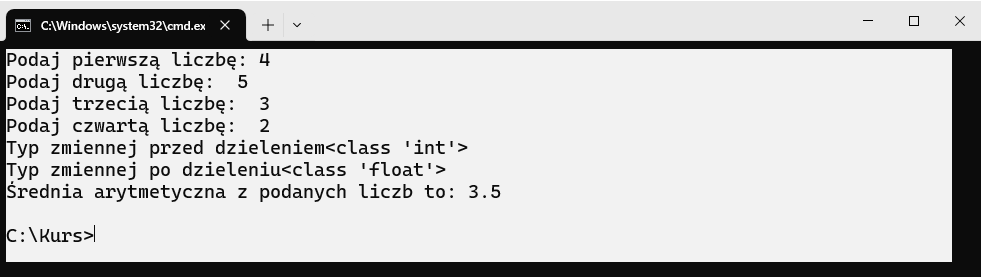 C:\Windows\system32\cmd.ex
Podaj pierwszą liczbę: 4
Podaj drugą liczbę:  5
Podaj trzecią liczbę:  3
Podaj czwartą liczbę:  2
Typ zmiennej przed dzieleniem<class 'int'>
Typ zmiennej po dzieleniu<class 'float'>
Średnia arytmetyczna z podanych liczb to: 3.5
C:\Kurs>